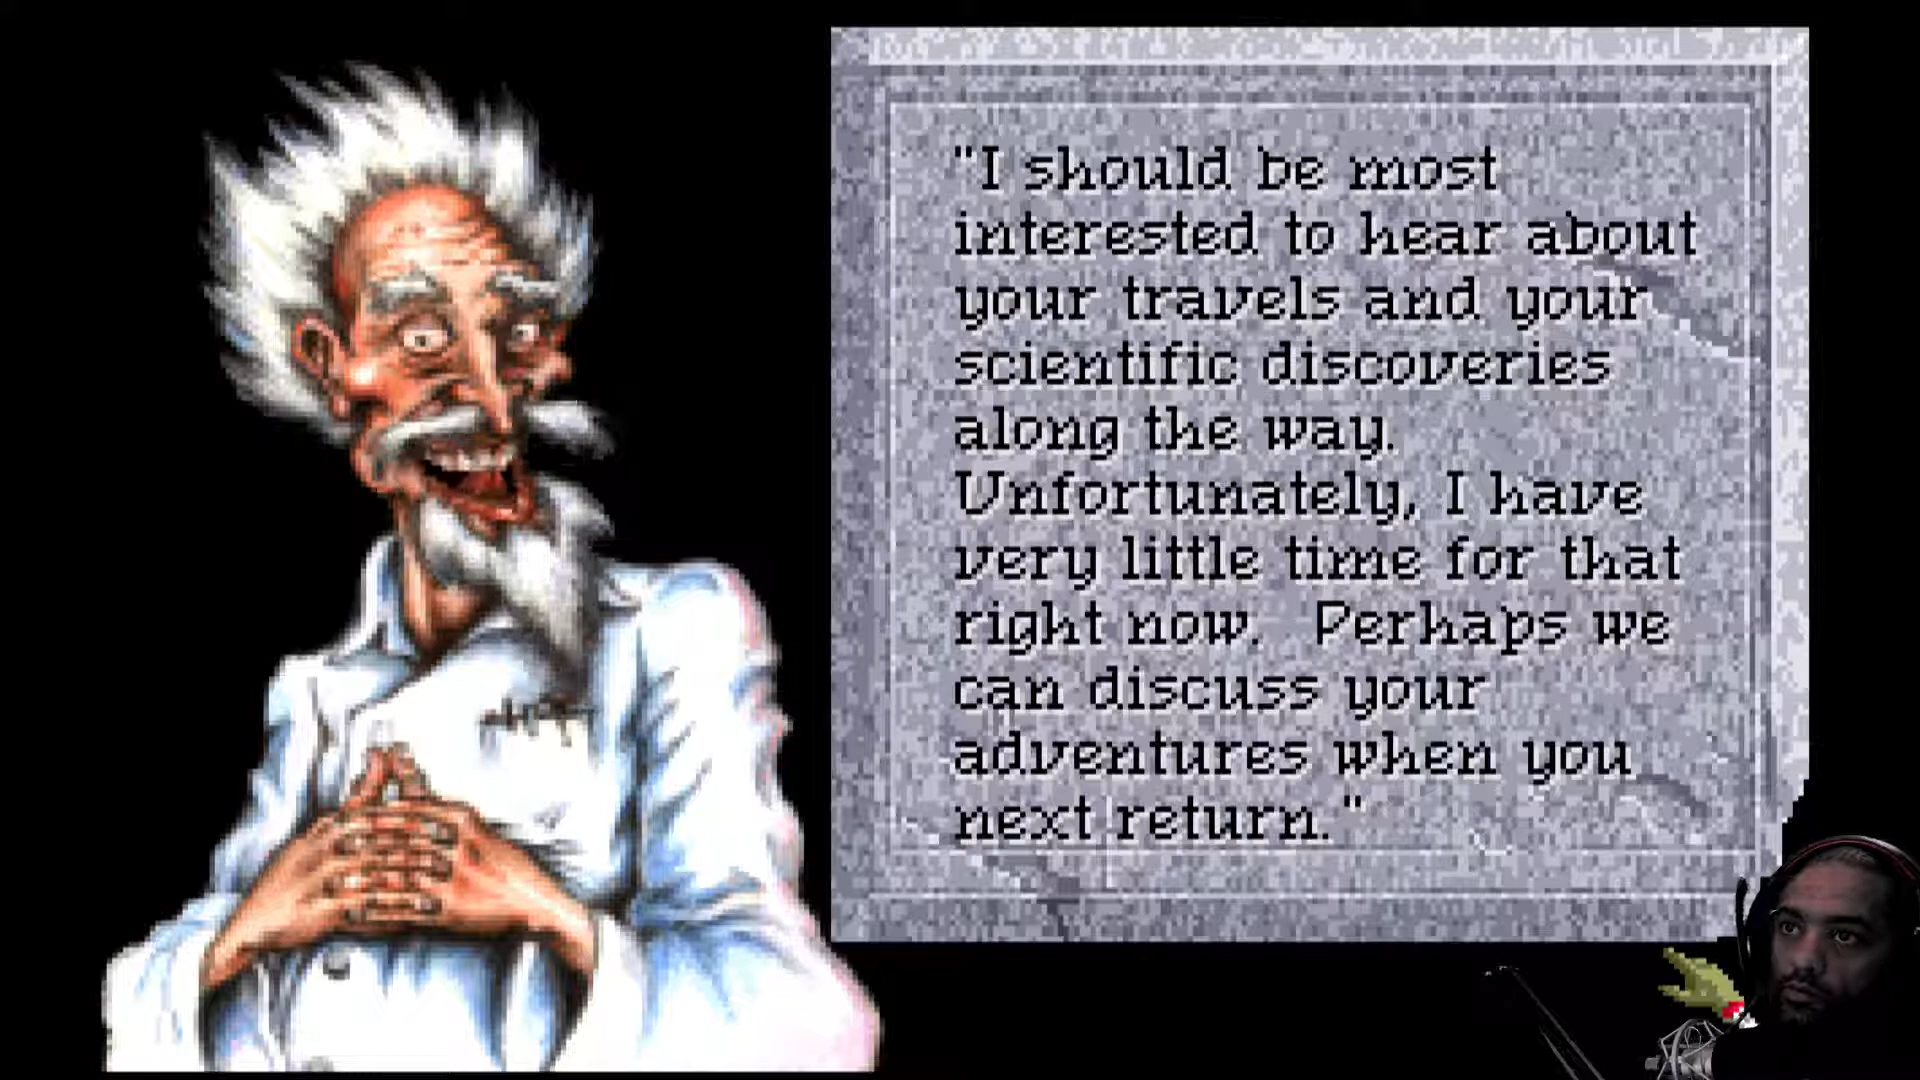 "I should be most
interested to hear about
your travels and your
scientific discoveries
along the way.
Unfortunately, I have
very little time for that
right now.  Perhaps we
can discuss your
adventures when you
next return."